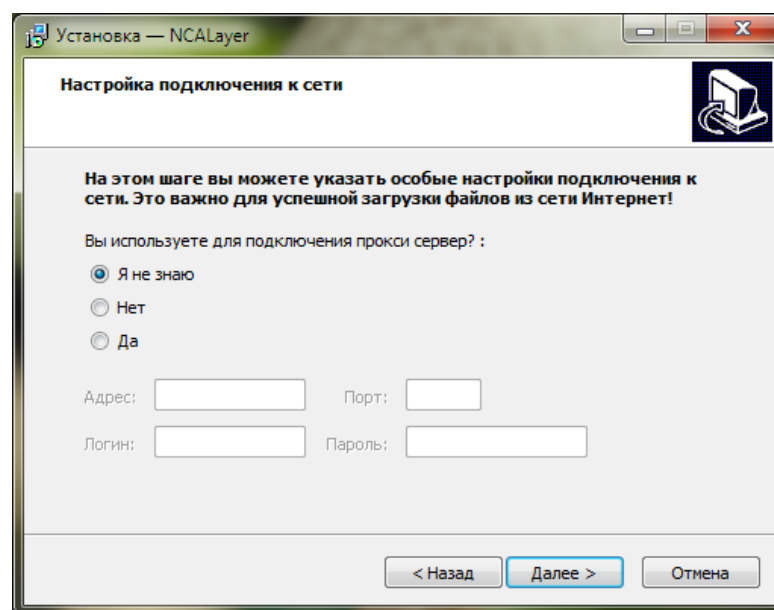 Установка — NCALayer
Настройка подключения к сети
На этом шаге вы можете указать особые настройки подключения к
сети. Это важно для успешной загрузки файлов из сети Интернет!
Вы используете для подключения прокси сервер? :
Я не знаю
Нет
Да
Адрес: Порт:
Логин: Пароль:
< Назад Далее > Отмена